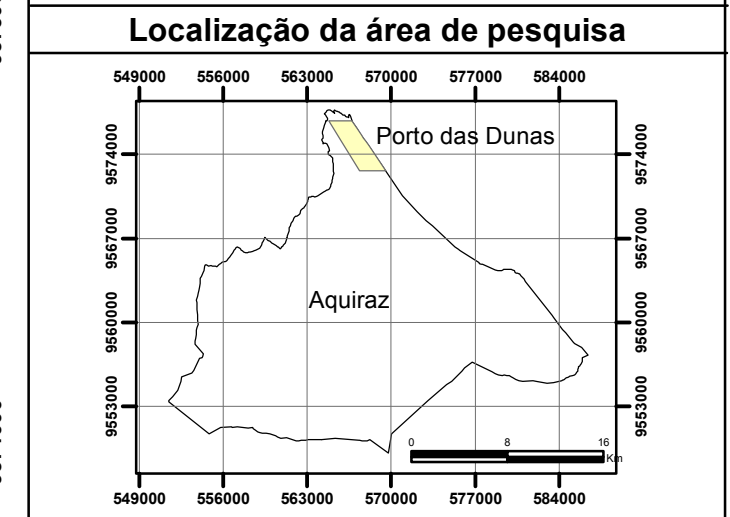 Localização da área de pesquisa
549000 556000 563000 570000 577000 584000
Porto das Dunas
9574000 9574000
9567000 9567000
Aquiraz
9560000 9560000
9553000 9553000
0 8 16
Km
549000 556000 563000 570000 577000 584000